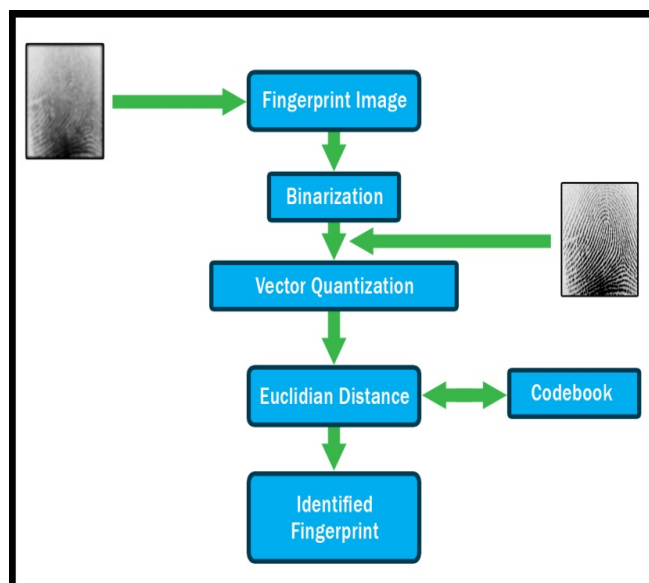 Fingerprint Image
Binarization
Vector Quantization
Euclidian Distance
Codebook
Identified
Fingerprint